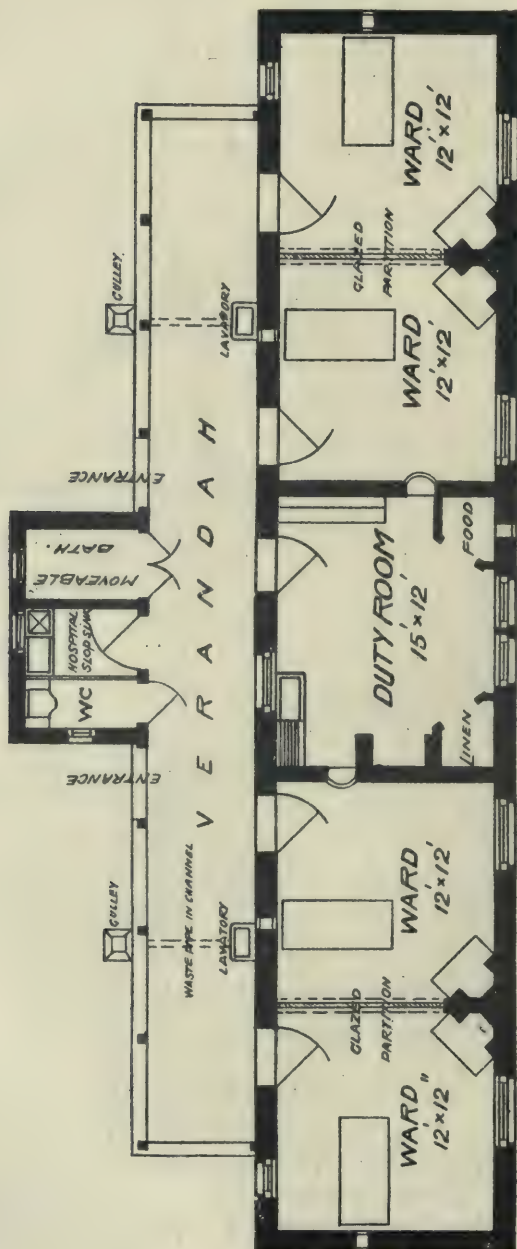 WC
HOSPITAL
SLOP SINK
MOVEABLE
BATH.
GULLEY
ENTRANCE
ENTRANCE
GULLEY
WASTE PIPE IN CHANNEL
VERANDAH
LAVATORY
LAVATORY
GLAZED
PARTITION
GLAZED
PARTITION
WARD
12'×12'
WARD
12'×12'
DUTY ROOM
15'×12'
WARD
12'×12'
WARD
12'×12'
LINEN
FOOD